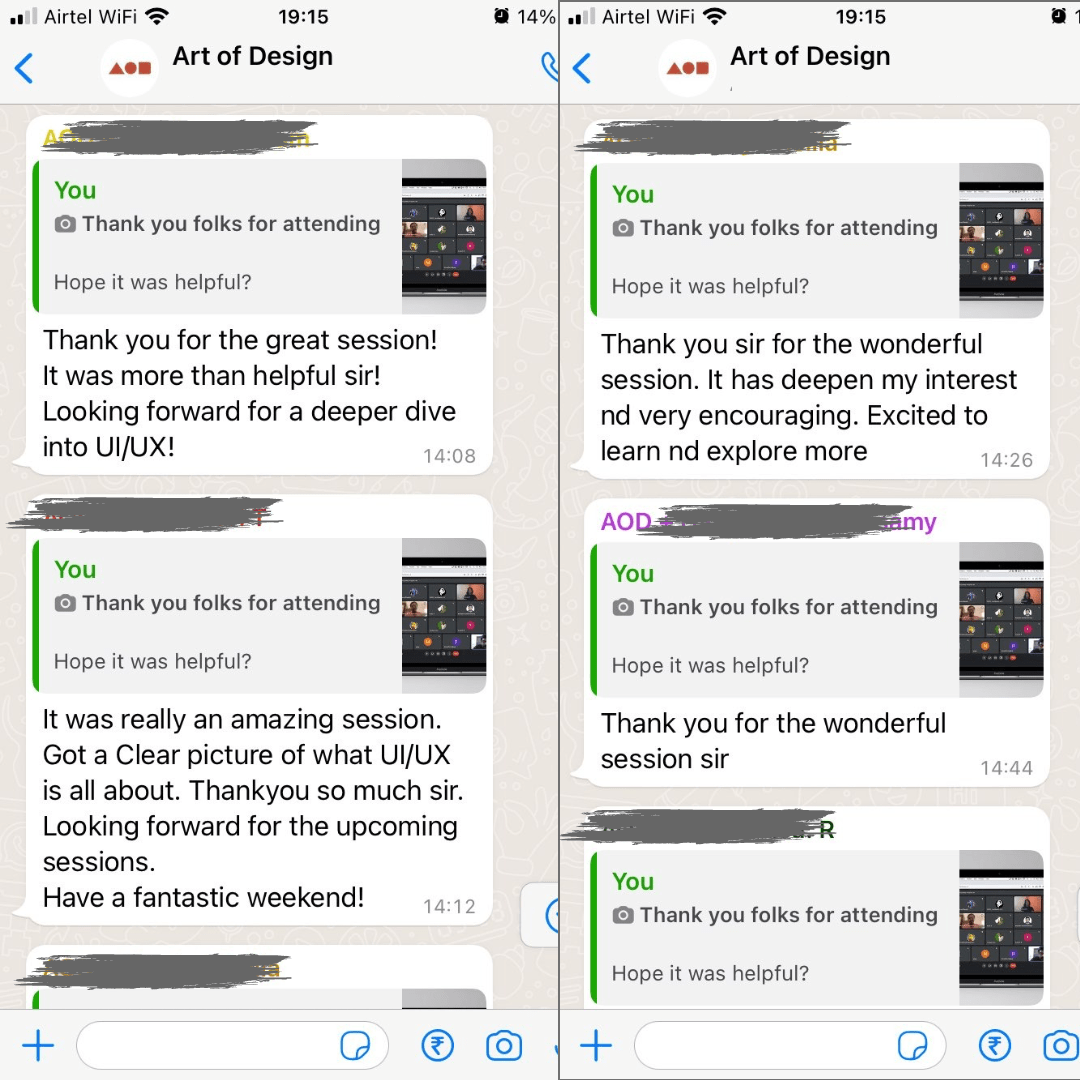 Airtel WiFi 19:15 14%
Art of Design
You
Thank you folks for attending
Hope it was helpful?
Thank you for the great session!
It was more than helpful sir!
Looking forward for a deeper dive
into UI/UX!
14:08
You
Thank you folks for attending
Hope it was helpful?
It was really an amazing session.
Got a Clear picture of what UI/UX
is all about. Thankyou so much sir.
Looking forward for the upcoming
sessions.
Have a fantastic weekend!
14:12
Airtel WiFi 19:15
Art of Design
You
Thank you folks for attending
Hope it was helpful?
Thank you sir for the wonderful
session. It has deepen my interest
nd very encouraging. Excited to
learn nd explore more
14:26
AOD
You
Thank you folks for attending
Hope it was helpful?
Thank you for the wonderful
session sir
14:44
R
You
Thank you folks for attending
Hope it was helpful?